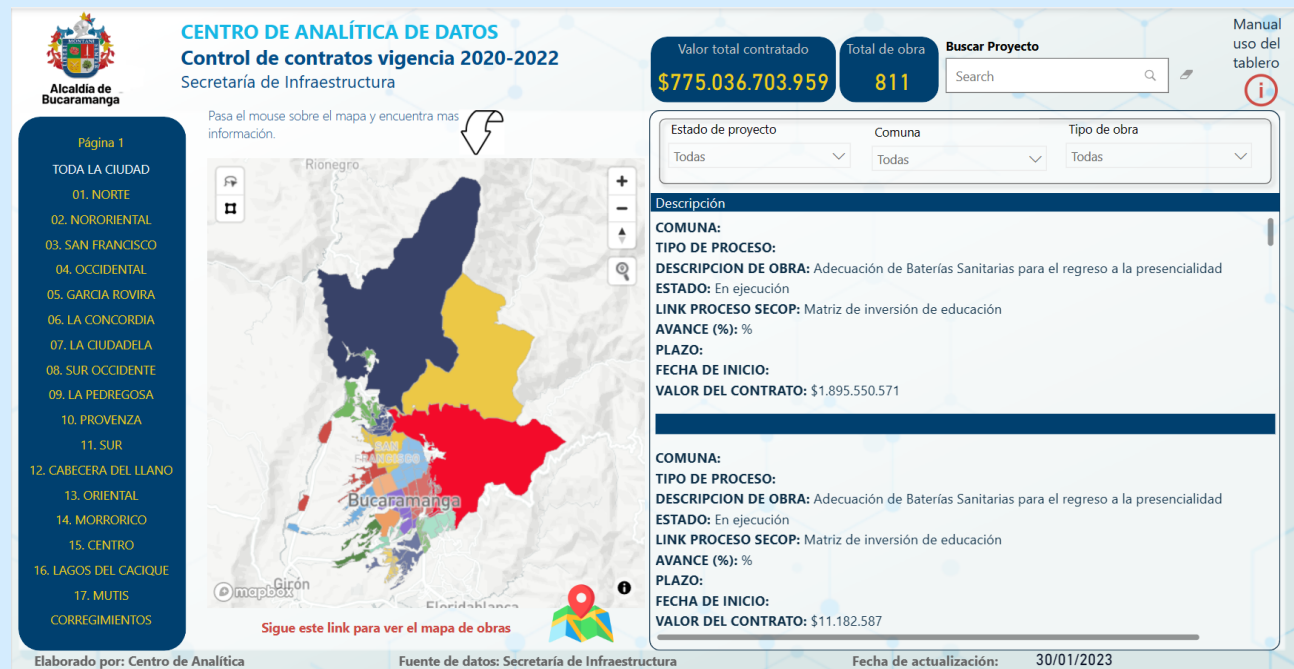 MONTANI
Alcaldía de
Bucaramanga
CENTRO DE ANALÍTICA DE DATOS
Control de contratos vigencia 2020-2022
Secretaría de Infraestructura
Valor total contratado
$775.036.703.959
Total de obra
811
Buscar Proyecto
Search
Manual
uso del
tablero
i
Página 1
TODA LA CIUDAD
01. NORTE
02. NORORIENTAL
03. SAN FRANCISCO
04. OCCIDENTAL
05. GARCIA ROVIRA
06. LA CONCORDIA
07. LA CIUDADELA
08. SUR OCCIDENTE
09. LA PEDREGOSA
10. PROVENZA
11. SUR
12. CABECERA DEL LLANO
13. ORIENTAL
14. MORRORICO
15. CENTRO
16. LAGOS DEL CACIQUE
17. MUTIS
CORREGIMIENTOS
Pasa el mouse sobre el mapa y encuentra mas
información.
Rionegro
SAN
FRANCISCO
Bucaramanga
Girón
Floridablanca
mapbox
Sigue este link para ver el mapa de obras
Estado de proyecto
Todas
Comuna
Todas
Tipo de obra
Todas
Descripción
COMUNA:
TIPO DE PROCESO:
DESCRIPCION DE OBRA: Adecuación de Baterías Sanitarias para el regreso a la presencialidad
ESTADO: En ejecución
LINK PROCESO SECOP: Matriz de inversión de educación
AVANCE (%): %
PLAZO:
FECHA DE INICIO:
VALOR DEL CONTRATO: $1.895.550.571
COMUNA:
TIPO DE PROCESO:
DESCRIPCION DE OBRA: Adecuación de Baterías Sanitarias para el regreso a la presencialidad
ESTADO: En ejecución
LINK PROCESO SECOP: Matriz de inversión de educación
AVANCE (%): %
PLAZO:
FECHA DE INICIO:
VALOR DEL CONTRATO: $11.182.587
Elaborado por: Centro de Analítica
Fuente de datos: Secretaría de Infraestructura
Fecha de actualización: 30/01/2023